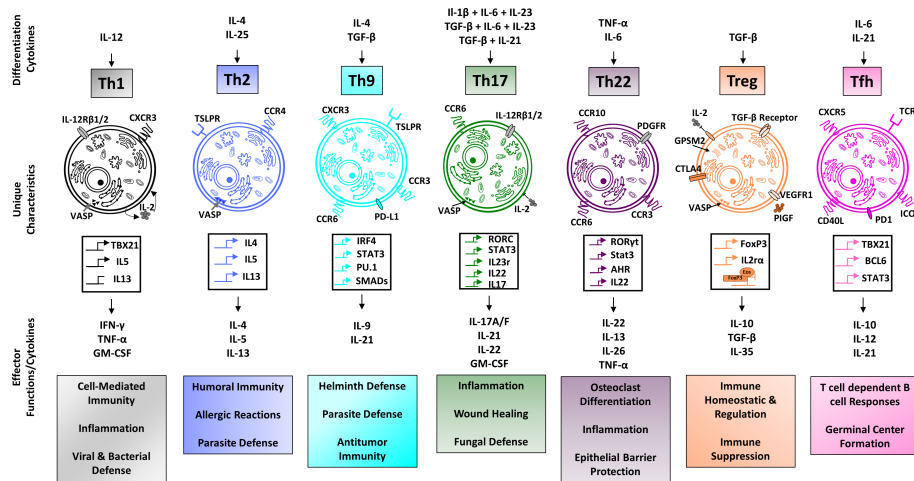 Differentiation
Cytokines
IL-12
IL-4
IL-25
IL-4
TGF-β
Il-1β + IL-6 + IL-23
TGF-β + IL-6 + IL-23
TGF-β + IL-21
TNF-α
IL-6
TGF-β
IL-6
IL-21
Th1
Th2
Th9
Th17
Th22
Treg
Tfh
Unique
Characteristics
IL-12Rβ1/2
CXCR3
VASP
IL-2
TBX21
IL5
IL13
TSLPR
CCR4
VASP
IL4
IL5
IL13
CXCR3
TSLPR
CCR3
CCR6
PD-L1
IRF4
STAT3
PU.1
SMADs
CCR6
IL-12Rβ1/2
VASP
IL-2
RORC
STAT3
IL23r
IL22
IL17
CCR10
PDGFR
CCR6
CCR3
RORγt
Stat3
AHR
IL22
IL-2
TGF-β Receptor
GPSM2
CTLA4
VASP
VEGFR1
PIGF
FoxP3
IL2rα
Eos
FoxP3
CXCR5
TCR
CD40L
PD1
ICO
TBX21
BCL6
STAT3
Effector
Functions/Cytokines
IFN-γ
TNF-α
GM-CSF
IL-4
IL-5
IL-13
IL-9
IL-21
IL-17A/F
IL-21
IL-22
GM-CSF
IL-22
IL-13
IL-26
TNF-α
IL-10
TGF-β
IL-35
IL-10
IL-12
IL-21
Cell-Mediated
Immunity
Inflammation
Viral & Bacterial
Defense
Humoral Immunity
Allergic Reactions
Parasite Defense
Helminth Defense
Parasite Defense
Antitumor
Immunity
Inflammation
Wound Healing
Fungal Defense
Osteoclast
Differentiation
Inflammation
Epithelial Barrier
Protection
Immune
Homeostatic &
Regulation
Immune
Suppression
T cell dependent B
cell Responses
Germinal Center
Formation